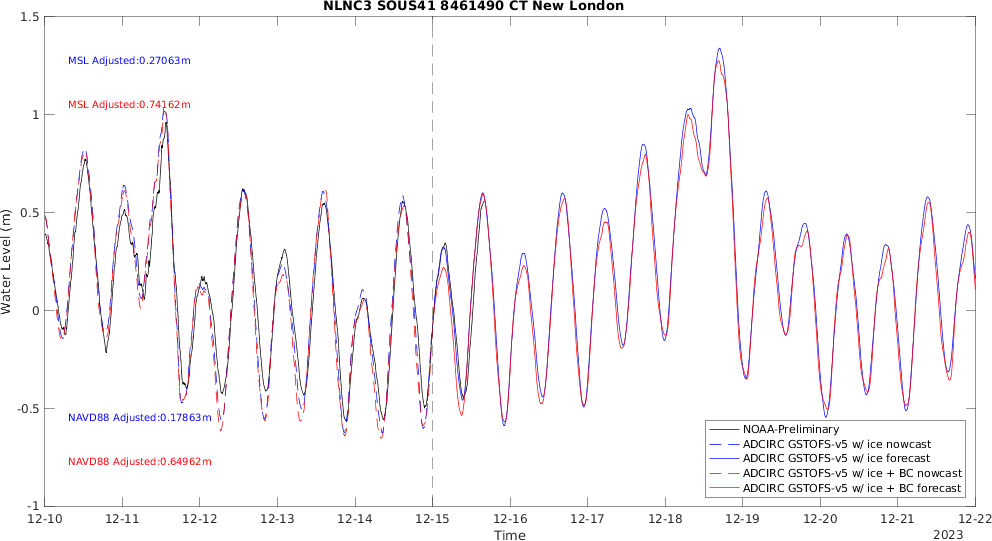 NLNC3 SOUS41 8461490 CT New London
1.5
1
0.5
0
-0.5
-1
Water Level (m)
MSL Adjusted:0.27063m
MSL Adjusted:0.74162m
NAVD88 Adjusted:0.17863m
NAVD88 Adjusted:0.64962m
NOAA-Preliminary
ADCIRC GSTOFS-v5 w/ ice nowcast
ADCIRC GSTOFS-v5 w/ ice forecast
ADCIRC GSTOFS-v5 w/ ice + BC nowcast
ADCIRC GSTOFS-v5 w/ ice + BC forecast
12-10 12-11 12-12 12-13 12-14 12-15 12-16 12-17 12-18 12-19 12-20 12-21 12-22
Time
2023